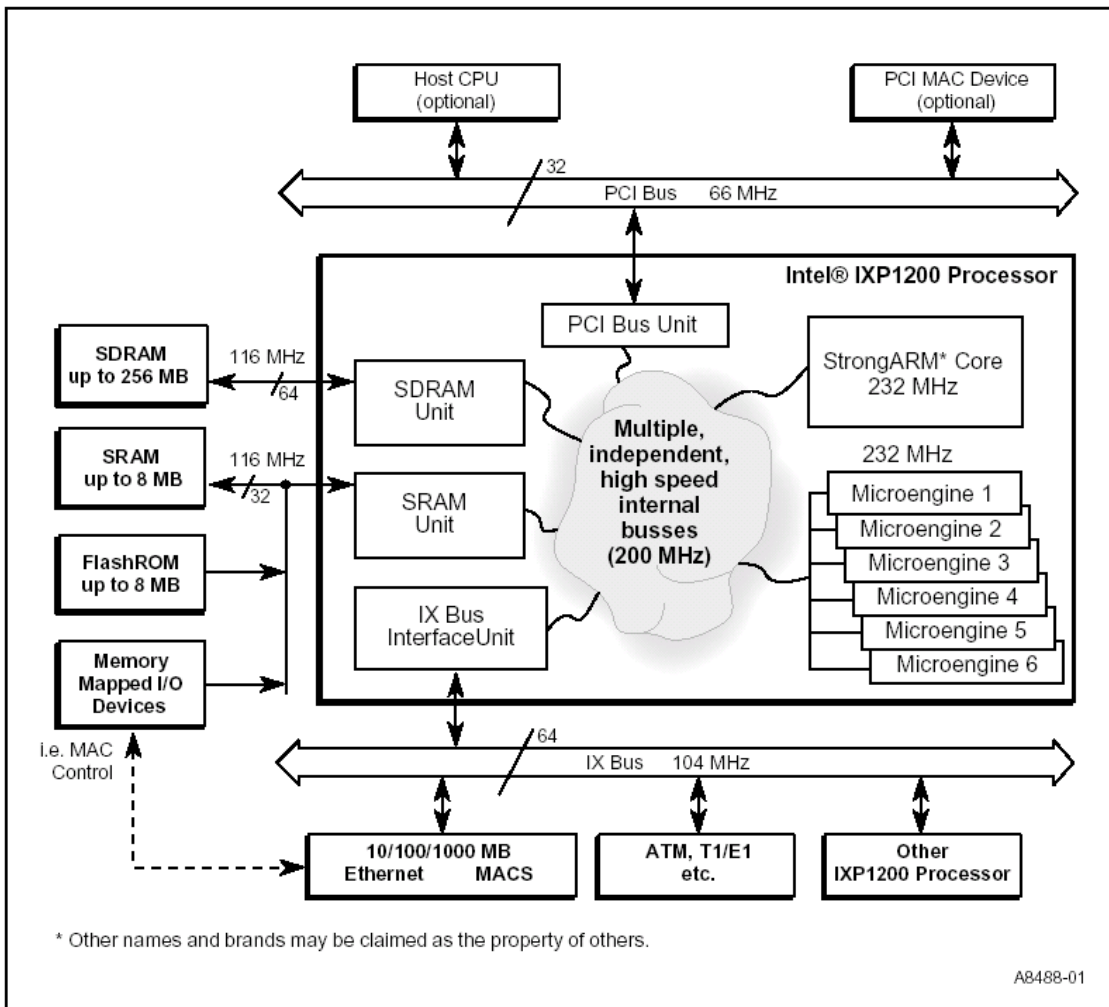 Host CPU
(optional)
PCI MAC Device
(optional)
32
PCI Bus 66 MHz
Intel® IXP1200 Processor
PCI Bus Unit
SDRAM
up to 256 MB
116 MHz
64
SDRAM
Unit
StrongARM* Core
232 MHz
Multiple,
independent,
high speed
internal
busses
(200 MHz)
SRAM
up to 8 MB
116 MHz
32
SRAM
Unit
232 MHz
Microengine 1
Microengine 2
Microengine 3
Microengine 4
Microengine 5
Microengine 6
FlashROM
up to 8 MB
IX Bus
InterfaceUnit
Memory
Mapped I/O
Devices
i.e. MAC
Control
64
IX Bus 104 MHz
10/100/1000 MB
Ethernet MACS
ATM, T1/E1
etc.
Other
IXP1200 Processor
* Other names and brands may be claimed as the property of others.
A8488-01